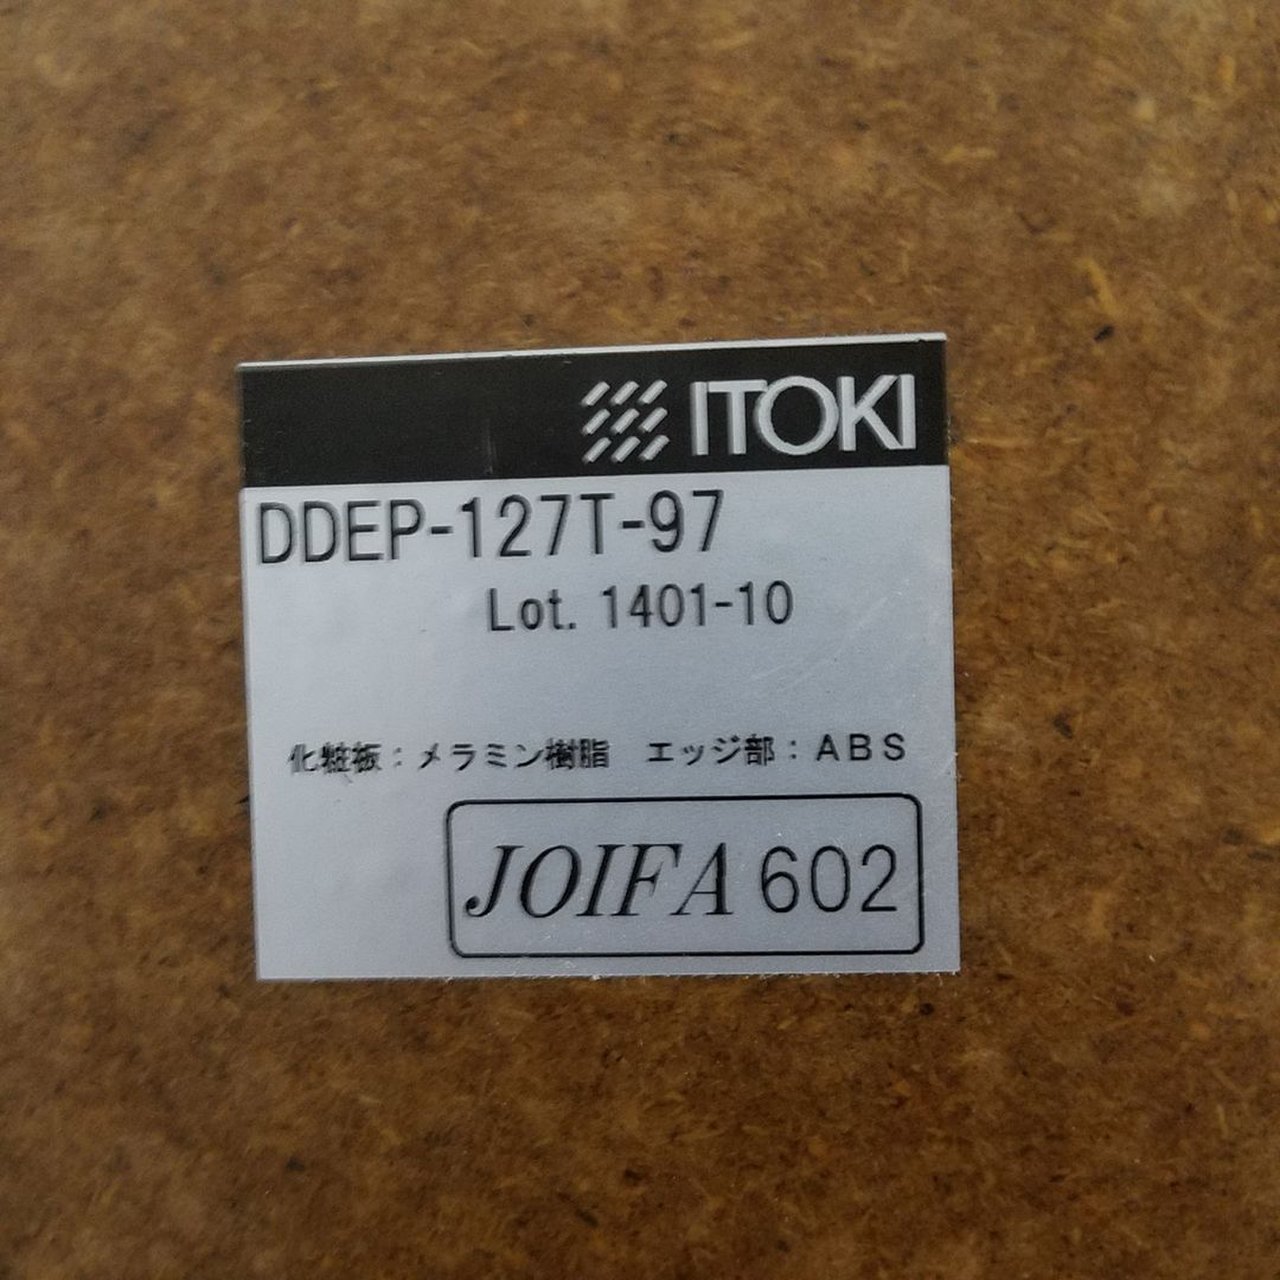 ITOKI
DDEP-127T-97
Lot. 1401-10
化粧板：メラミン樹脂　エッジ部：ABS
JOIFA 602